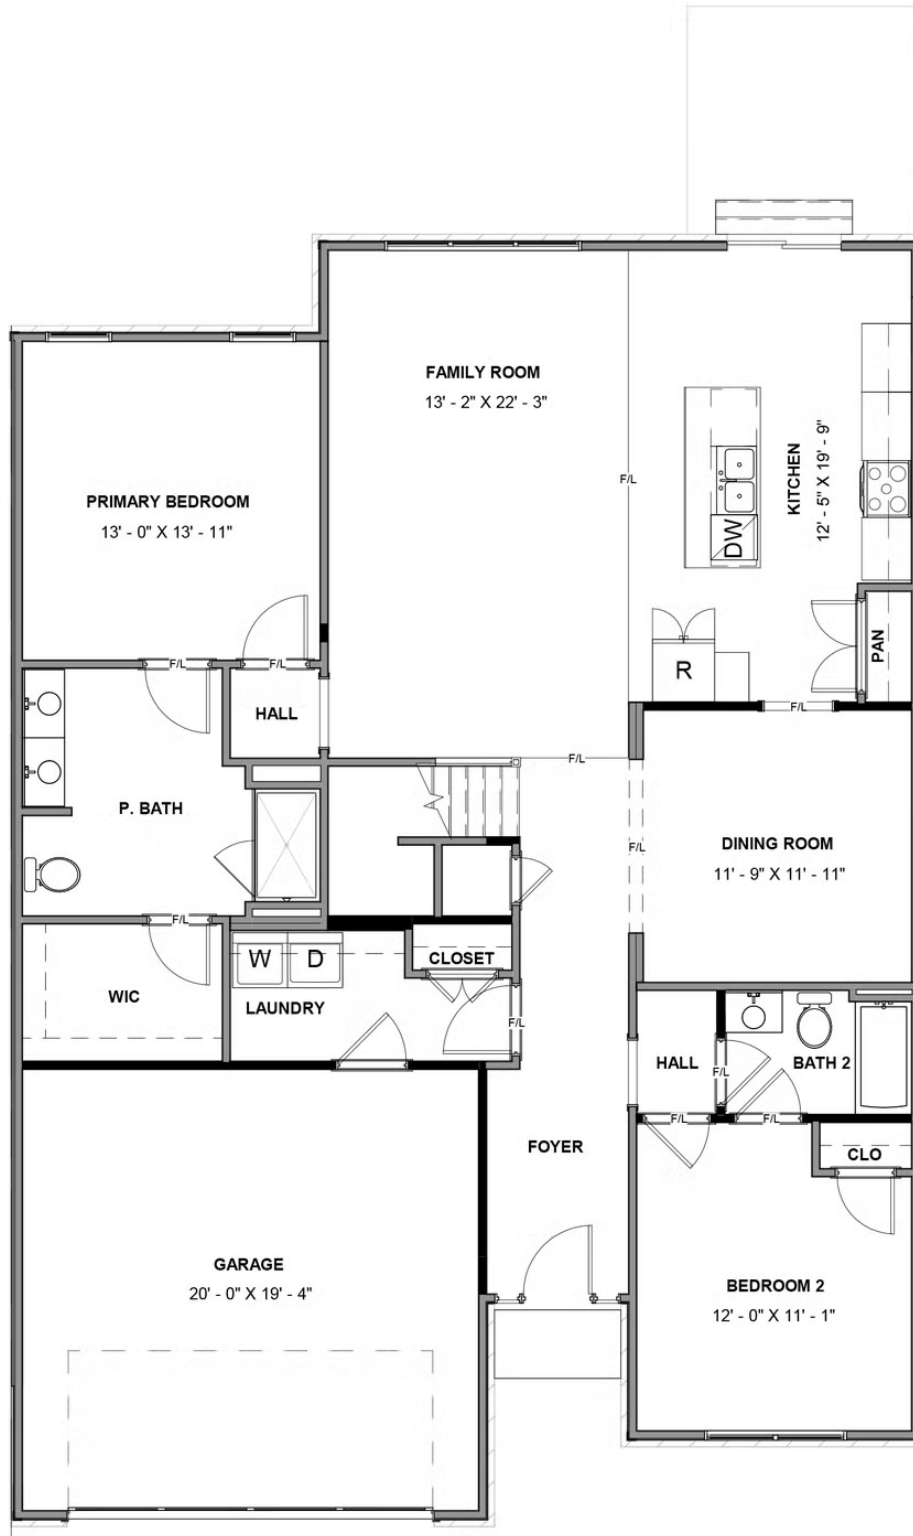 FAMILY ROOM
13' - 2" X 22' - 3"
F/L
KITCHEN
12' - 5" X 19' - 9"
DW
PRIMARY BEDROOM
13' - 0" X 13' - 11"
F/L
F/L
HALL
R
PAN
F/L
F/L
P. BATH
F/L
DINING ROOM
11' - 9" X 11' - 11"
F/L
WIC
W
D
CLOSET
LAUNDRY
F/L
HALL
F/L
BATH 2
F/L
F/L
FOYER
CLO
GARAGE
20' - 0" X 19' - 4"
BEDROOM 2
12' - 0" X 11' - 1"